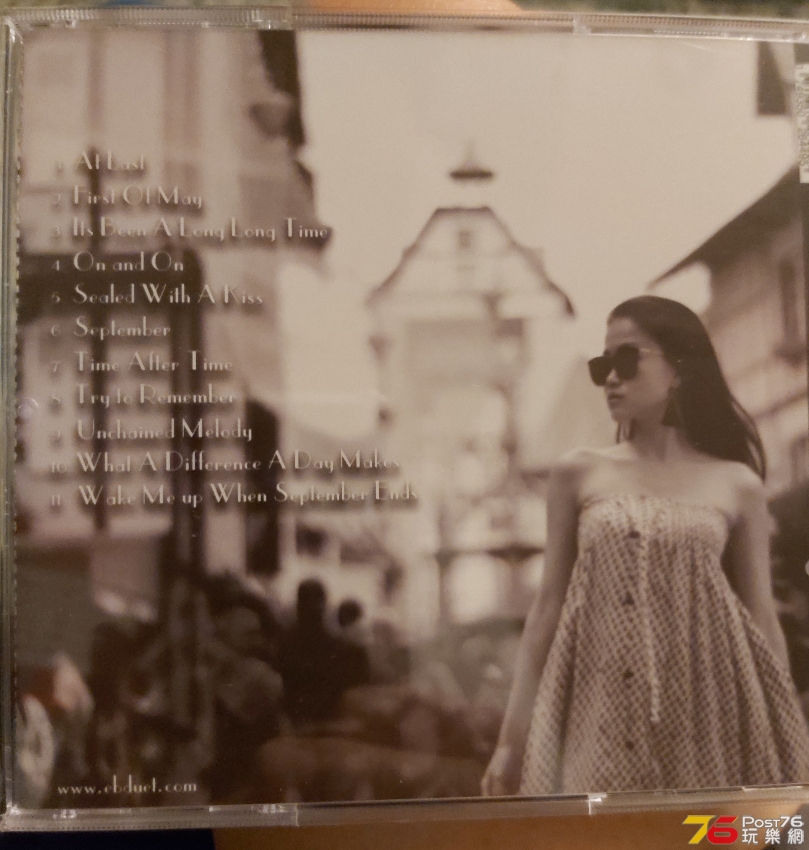 1 At Last
2 First Of May
3 Its Been A Long Long Time
4 On and On
5 Sealed With A Kiss
6 September
7 Time After Time
8 Try to Remember
9 Unchained Melody
10 What A Difference A Day Makes
11 Wake Me up When September Ends
www.ebduet.com
76 POST76
玩樂網